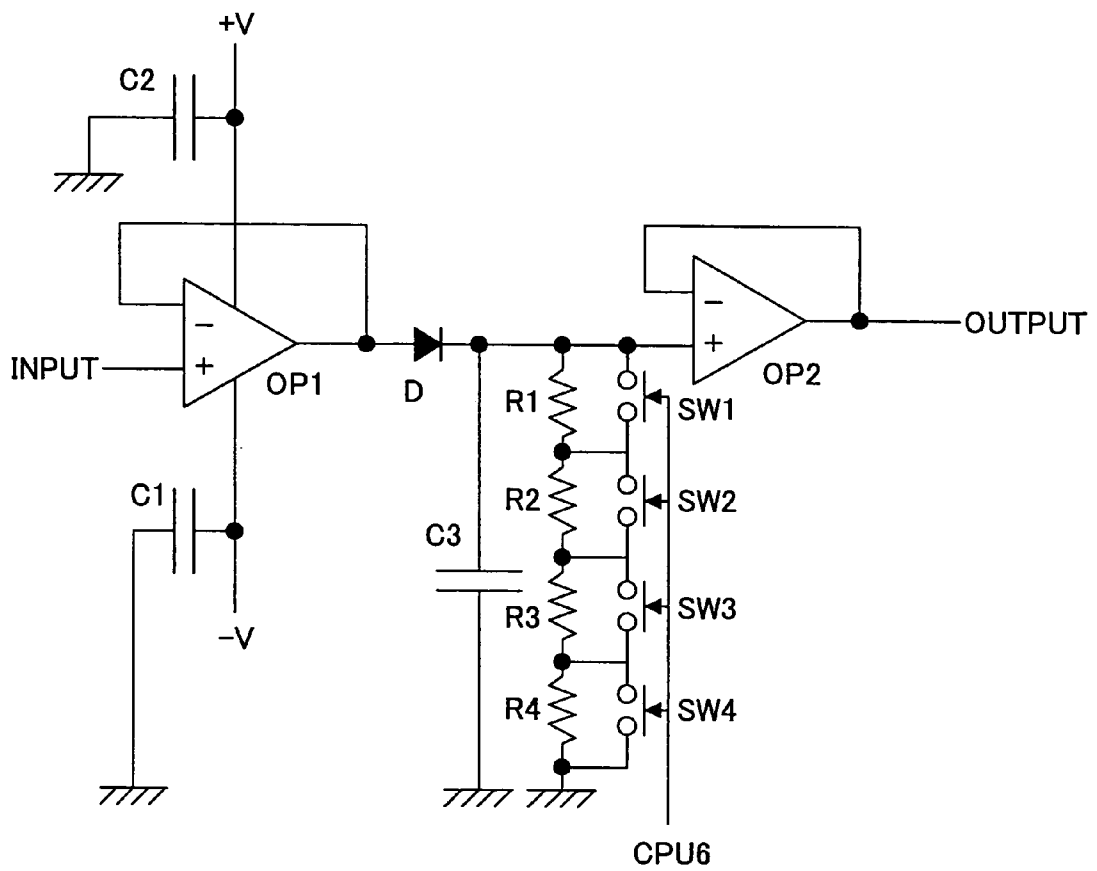 +V
C2
INPUT
−
+
OP1
D
C1
−V
C3
R1
R2
R3
R4
SW1
SW2
SW3
SW4
CPU6
−
+
OP2
OUTPUT